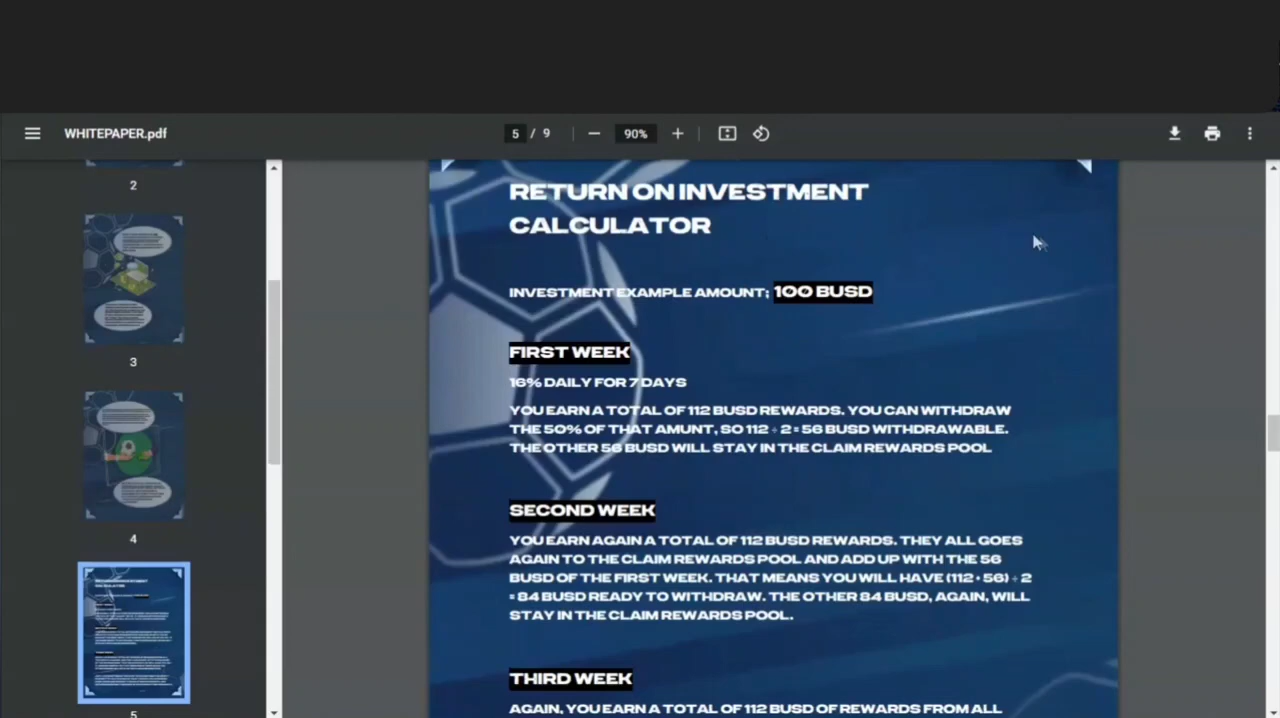 WHITEPAPER.pdf
5 / 9
90%
2
3
4
5
RETURN ON INVESTMENT
CALCULATOR
INVESTMENT EXAMPLE AMOUNT; 100 BUSD
FIRST WEEK
16% DAILY FOR 7 DAYS
YOU EARN A TOTAL OF 112 BUSD REWARDS. YOU CAN WITHDRAW
THE 50% OF THAT AMUNT, SO 112 ÷ 2 = 56 BUSD WITHDRAWABLE.
THE OTHER 56 BUSD WILL STAY IN THE CLAIM REWARDS POOL
SECOND WEEK
YOU EARN AGAIN A TOTAL OF 112 BUSD REWARDS. THEY ALL GOES
AGAIN TO THE CLAIM REWARDS POOL AND ADD UP WITH THE 56
BUSD OF THE FIRST WEEK. THAT MEANS YOU WILL HAVE (112 + 56) ÷ 2
= 84 BUSD READY TO WITHDRAW. THE OTHER 84 BUSD, AGAIN, WILL
STAY IN THE CLAIM REWARDS POOL.
THIRD WEEK
AGAIN, YOU EARN A TOTAL OF 112 BUSD OF REWARDS FROM ALL